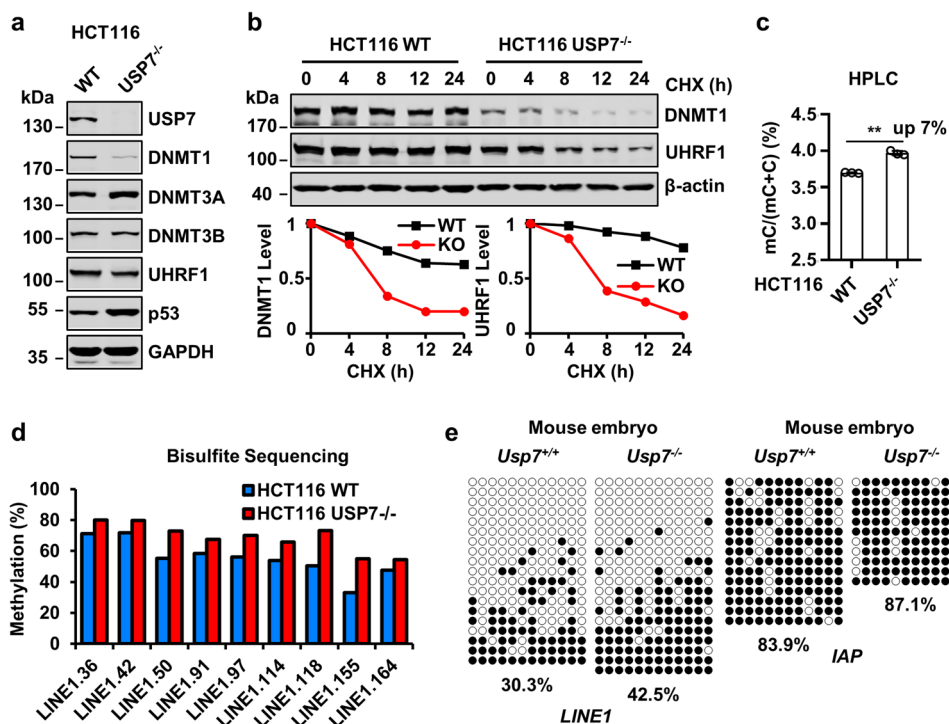 a
HCT116
WT
USP7-/-
kDa
130
USP7
170
DNMT1
130
DNMT3A
100
DNMT3B
100
UHRF1
55
p53
35
GAPDH
b
HCT116 WT
HCT116 USP7-/-
0 4 8 12 24 0 4 8 12 24 CHX (h)
kDa
170
DNMT1
100
UHRF1
40
β-actin
DNMT1 Level
1
0.5
0
WT
KO
0 4 8 12 24
CHX (h)
UHRF1 Level
1
0.5
0
WT
KO
0 4 8 12 24
CHX (h)
c
HPLC
** up 7%
mC/(mC+C) (%)
4.0
3.5
3.0
2.5
HCT116
WT
USP7-/-
d
Bisulfite Sequencing
HCT116 WT
HCT116 USP7-/-
Methylation (%)
100
80
60
40
20
0
LINE1.36
LINE1.42
LINE1.50
LINE1.91
LINE1.97
LINE1.114
LINE1.118
LINE1.155
LINE1.164
e
Mouse embryo
Usp7+/+
Usp7-/-
30.3%
42.5%
LINE1
Mouse embryo
Usp7+/+
Usp7-/-
83.9%
87.1%
IAP